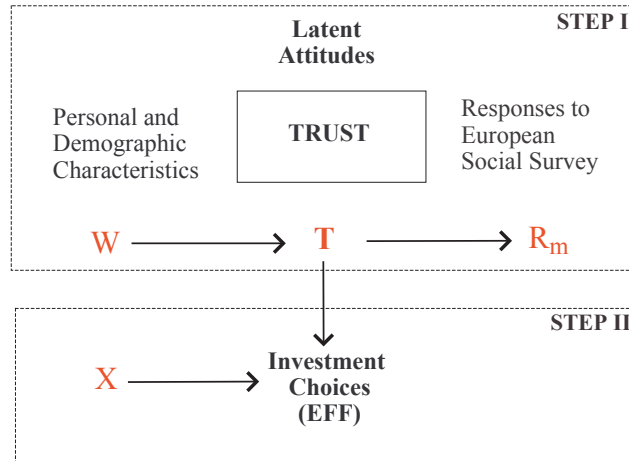 STEP I
Latent
Attitudes
Personal and
Demographic
Characteristics
TRUST
Responses to
European
Social Survey
W
T
Rm
STEP II
X
Investment
Choices
(EFF)